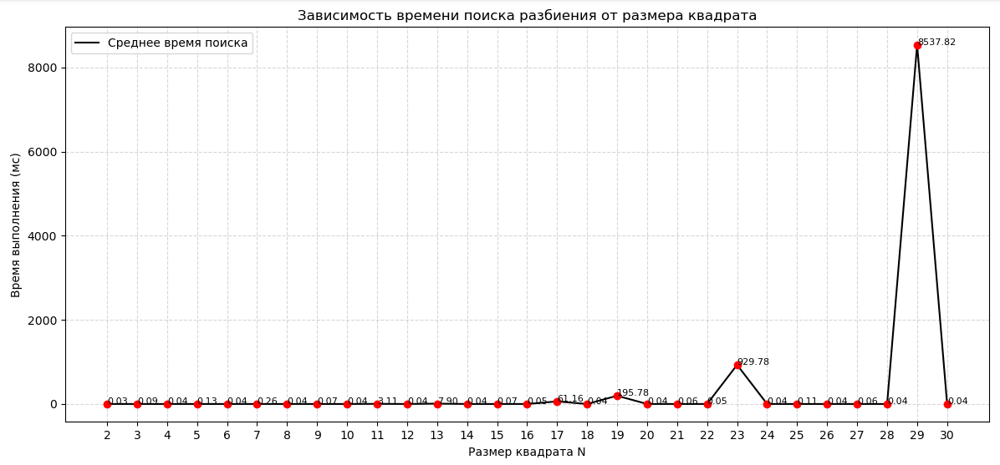 Зависимость времени поиска разбиения от размера квадрата
Среднее время поиска
Время выполнения (мс)
8000
6000
4000
2000
0
0.03 0.09 0.04 0.13 0.04 0.26 0.04 0.07 0.04 3.11 0.04 7.90 0.04 0.07 0.05 61.16 0.04 195.78 0.04 0.06 0.05 929.78 0.04 0.11 0.04 0.06 0.04 8537.82 0.04
2 3 4 5 6 7 8 9 10 11 12 13 14 15 16 17 18 19 20 21 22 23 24 25 26 27 28 29 30
Размер квадрата N